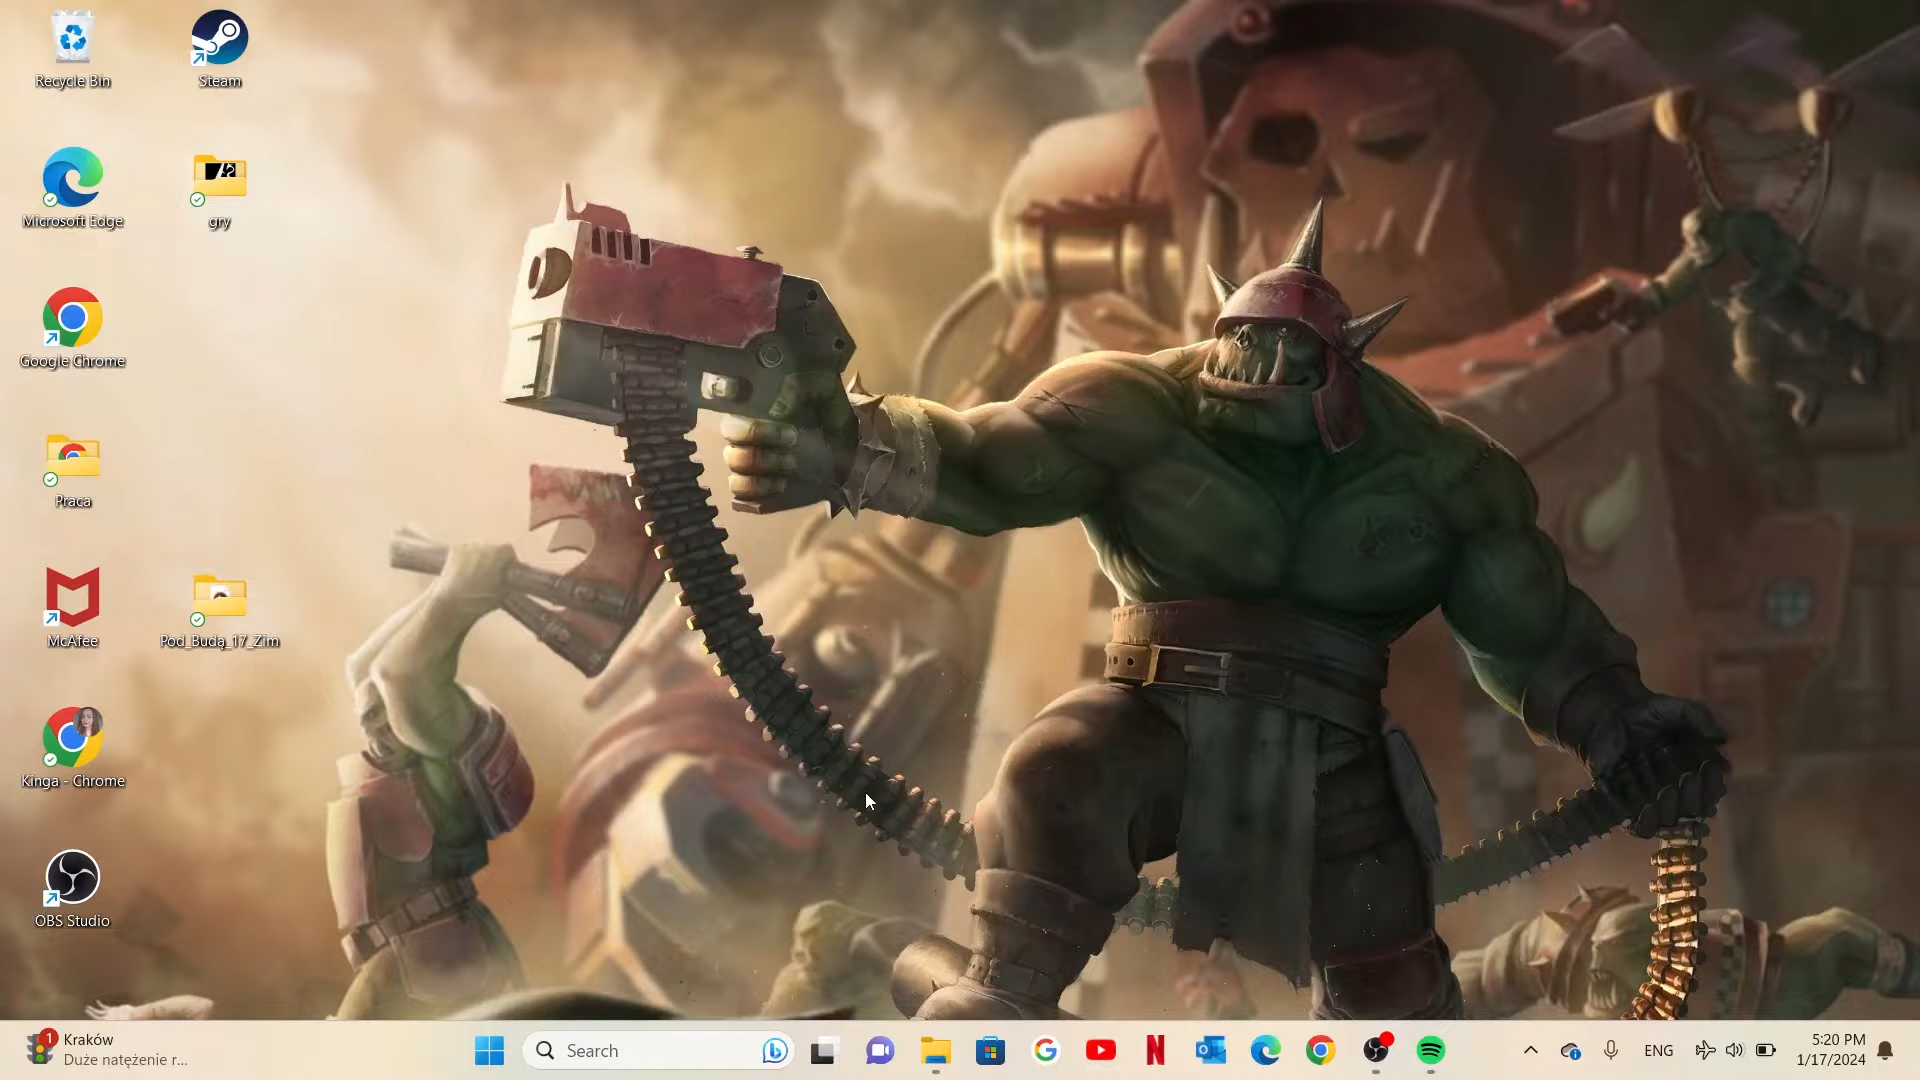 Recycle Bin
Steam
Microsoft Edge
gry
Google Chrome
Praca
McAfee
Pod_Budą_17_Zim
Kinga - Chrome
OBS Studio
1
Kraków
Duże natężenie r...
Search
ENG
5:20 PM
1/17/2024